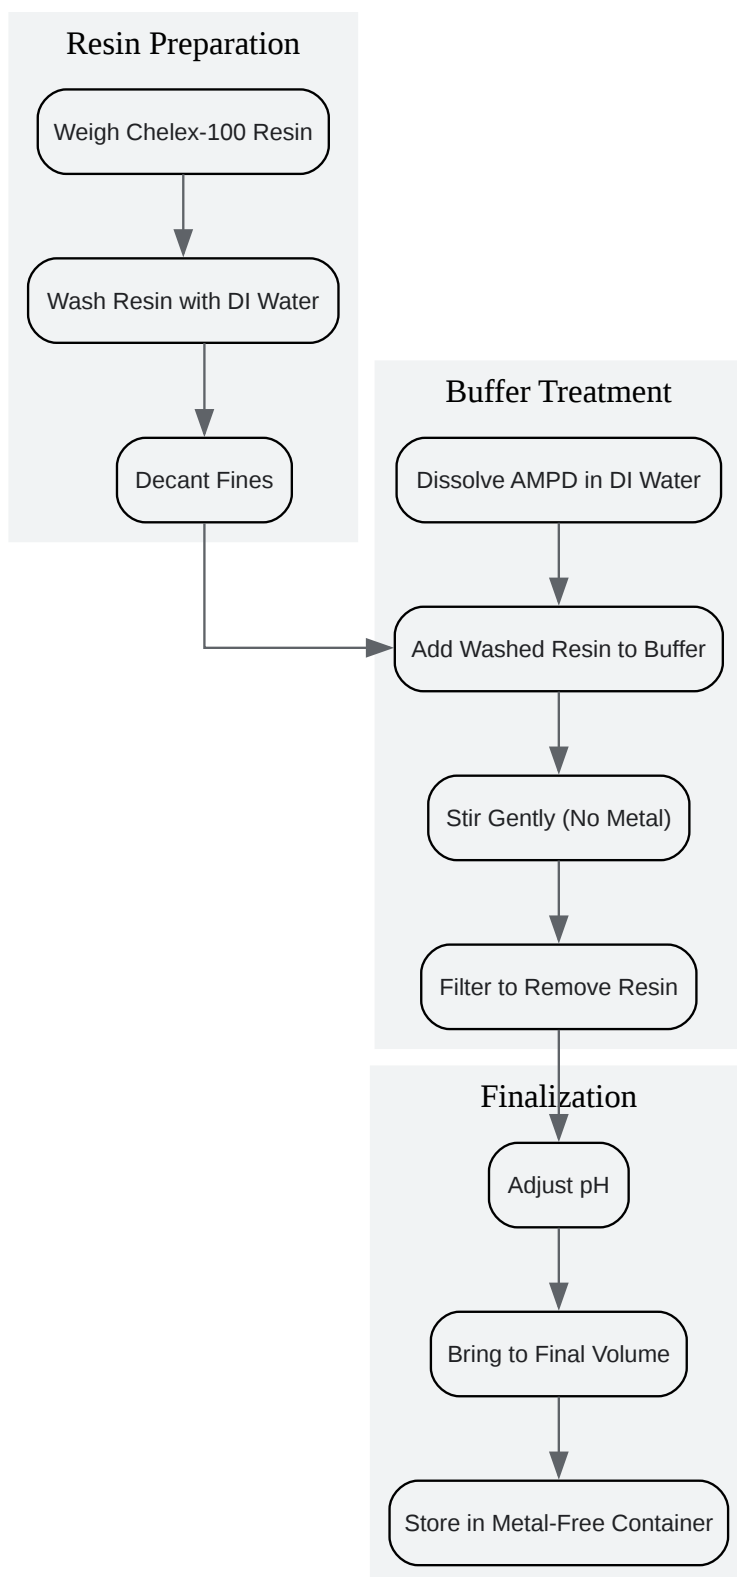 Resin Preparation
Weigh Chelex-100 Resin
Wash Resin with DI Water
Decant Fines
Buffer Treatment
Dissolve AMPD in DI Water
Add Washed Resin to Buffer
Stir Gently (No Metal)
Filter to Remove Resin
Finalization
Adjust pH
Bring to Final Volume
Store in Metal-Free Container